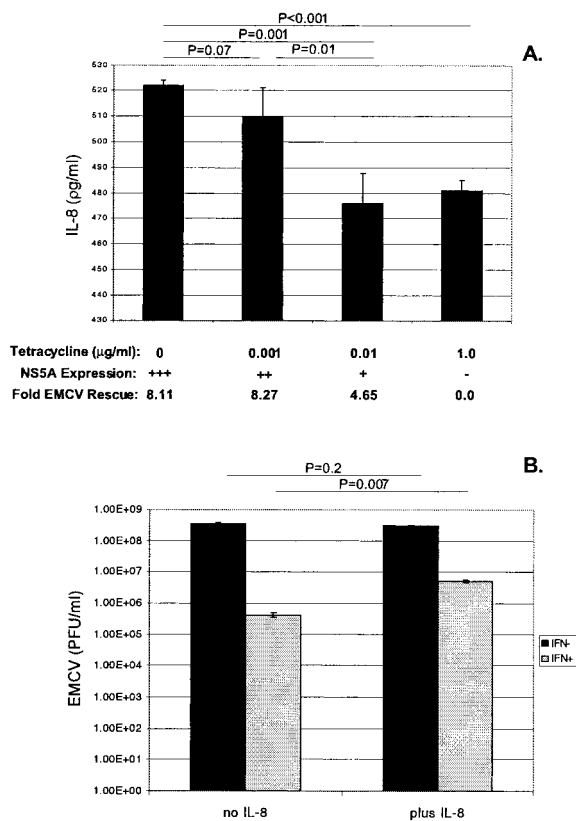 P<0.001
A.
P=0.001
P=0.07 P=0.01
530
520
510
500
490
480
470
460
450
440
430
IL-8 (ρg/ml)
Tetracycline (µg/ml): 0 0.001 0.01 1.0
NS5A Expression: +++ ++ + -
Fold EMCV Rescue: 8.11 8.27 4.65 0.0
B.
P=0.2
P=0.007
1.00E+09
1.00E+08
1.00E+07
1.00E+06
1.00E+05
1.00E+04
1.00E+03
1.00E+02
1.00E+01
1.00E+00
EMCV (PFU/ml)
IFN-
IFN+
no IL-8 plus IL-8